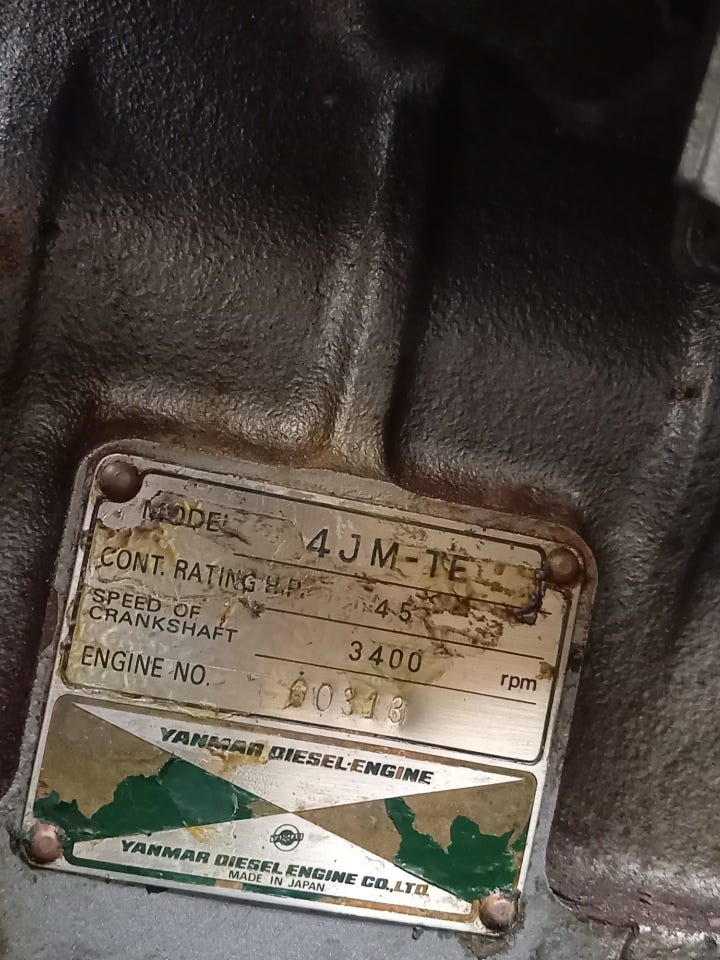 MODEL 4JM-TE
CONT. RATING H.P. 45
SPEED OF CRANKSHAFT 3400 rpm
ENGINE NO. 00318
YANMAR DIESEL ENGINE
YANMAR DIESEL ENGINE CO.,LTD.
MADE IN JAPAN